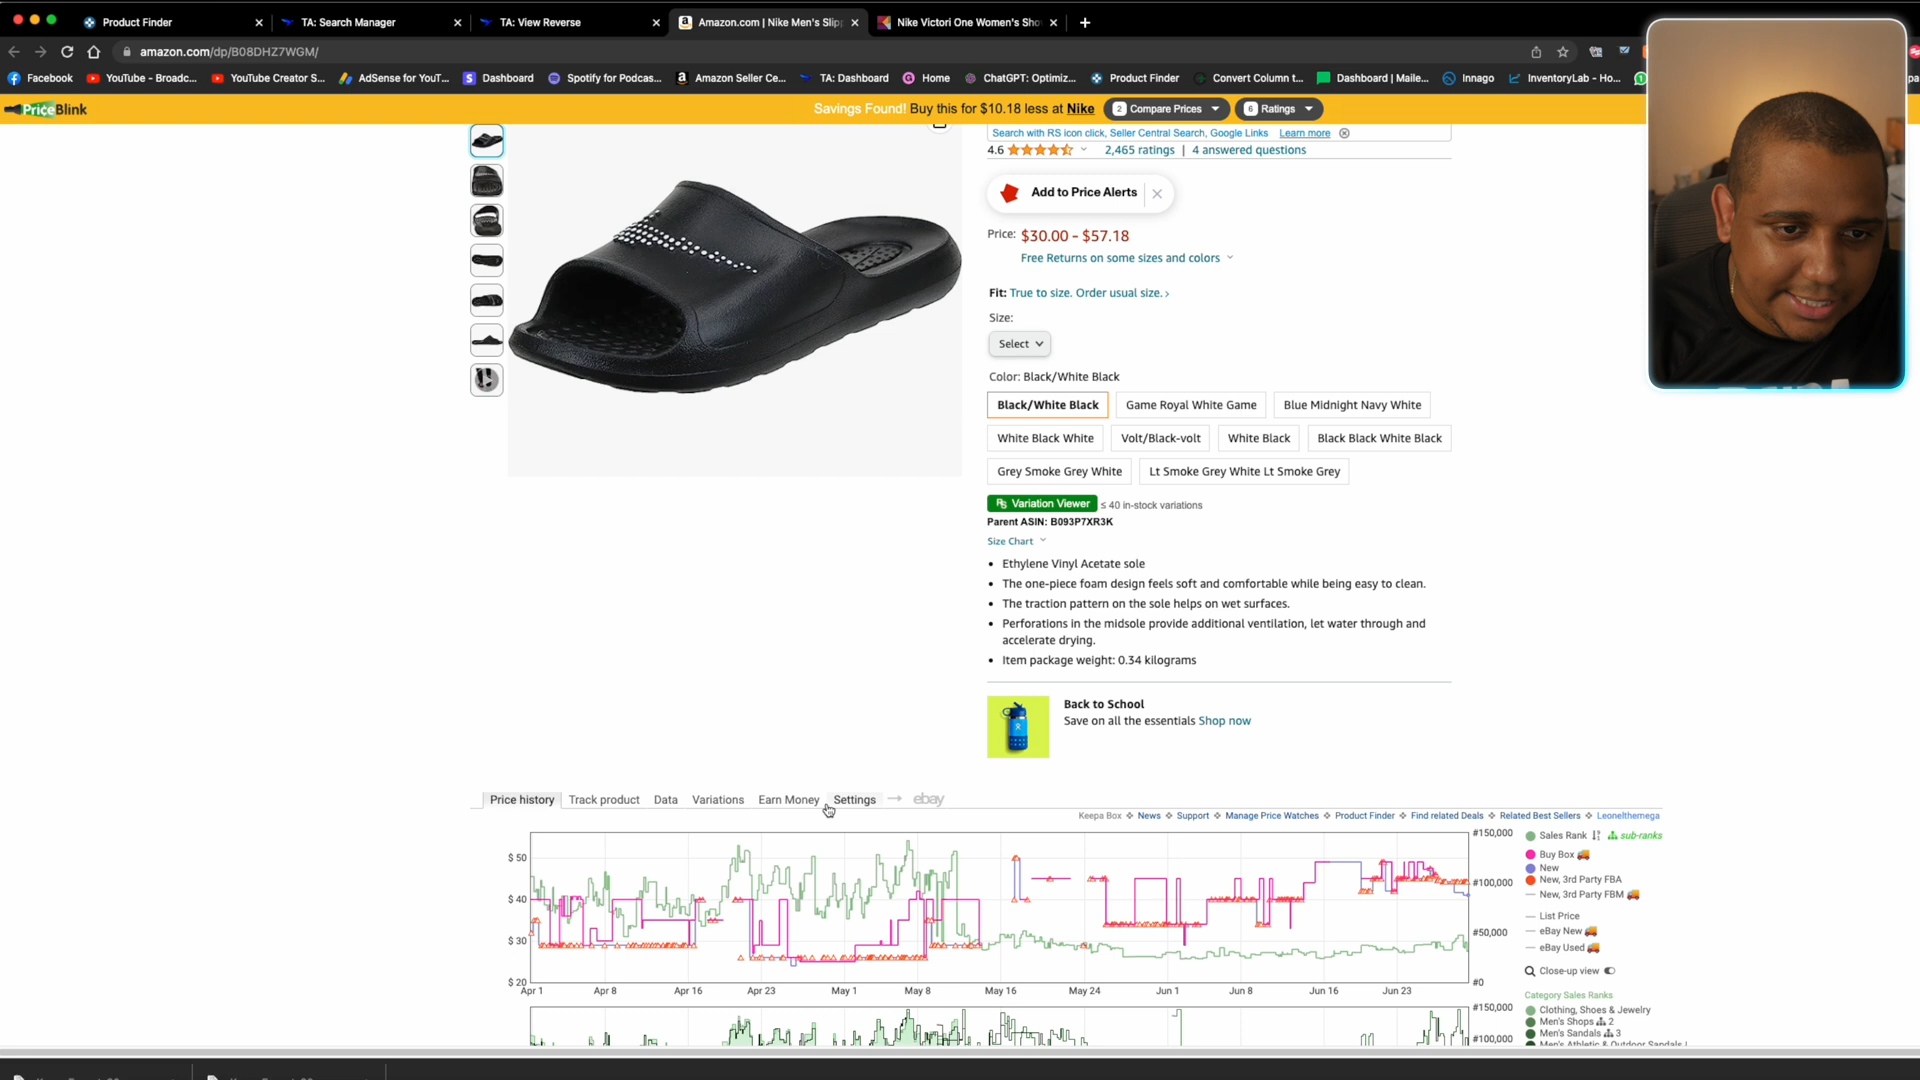 Product Finder
TA: Search Manager
TA: View Reverse
Amazon.com | Nike Men's Slipp
Nike Victori One Women's Sho
amazon.com/dp/B08DHZ7WGM/
Facebook
YouTube - Broadc...
YouTube Creator S...
AdSense for YouT...
Dashboard
Spotify for Podcas...
Amazon Seller Ce...
TA: Dashboard
Home
ChatGPT: Optimiz...
Product Finder
Convert Column t...
Dashboard | Maile...
Innago
InventoryLab - Ho...
PriceBlink
Savings Found! Buy this for $10.18 less at Nike
2 Compare Prices
6 Ratings
Search with RS icon click, Seller Central Search, Google Links Learn more
4.6 2,465 ratings | 4 answered questions
Add to Price Alerts
Price: $30.00 - $57.18
Free Returns on some sizes and colors
Fit: True to size. Order usual size. ›
Size:
Select
Color: Black/White Black
Black/White Black Game Royal White Game Blue Midnight Navy White
White Black White Volt/Black-volt White Black Black Black White Black
Grey Smoke Grey White Lt Smoke Grey White Lt Smoke Grey
Variation Viewer ≤ 40 in-stock variations
Parent ASIN: B093P7XR3K
Size Chart
• Ethylene Vinyl Acetate sole
• The one-piece foam design feels soft and comfortable while being easy to clean.
• The traction pattern on the sole helps on wet surfaces.
• Perforations in the midsole provide additional ventilation, let water through and
accelerate drying.
• Item package weight: 0.34 kilograms
Back to School
Save on all the essentials Shop now
Price history Track product Data Variations Earn Money Settings → ebay
Keepa Box News Support Manage Price Watches Product Finder Find related Deals Related Best Sellers Leonelthemega
$ 50
$ 40
$ 30
$ 20
#150,000
#100,000
#50,000
#0
Apr 1 Apr 8 Apr 16 Apr 23 May 1 May 8 May 16 May 24 Jun 1 Jun 8 Jun 16 Jun 23
Sales Rank sub-ranks
Buy Box
New
New, 3rd Party FBA
New, 3rd Party FBM
List Price
eBay New
eBay Used
Close-up view
Category Sales Ranks
Clothing, Shoes & Jewelry
Men's Shops 2
Men's Sandals 3
Men's Athletic & Outdoor Sandals
#150,000
#100,000